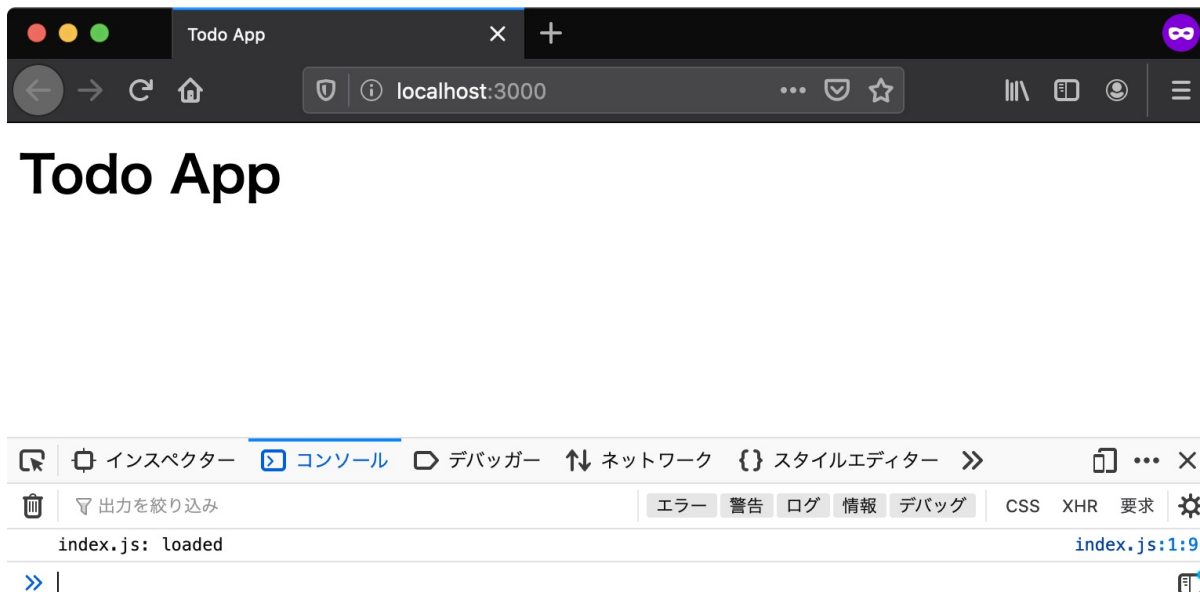 Todo App
localhost:3000
Todo App
インスペクター コンソール デバッガー ネットワーク スタイルエディター
出力を絞り込み エラー 警告 ログ 情報 デバッグ CSS XHR 要求
index.js: loaded index.js:1:9